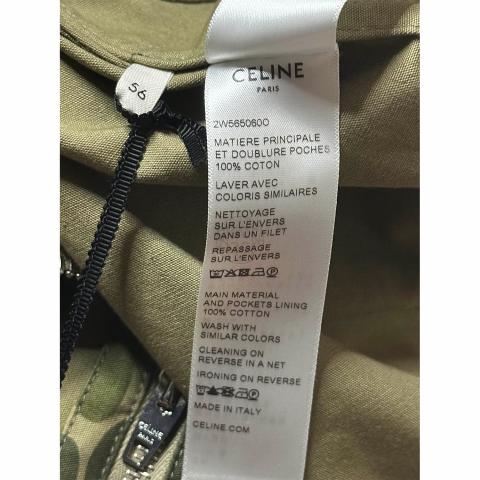 CELINE
PARIS
56
2W565060O
MATIERE PRINCIPALE
ET DOUBLURE POCHES
100% COTON
LAVER AVEC
COLORIS SIMILAIRES
NETTOYAGE
SUR L'ENVERS
DANS UN FILET
REPASSAGE
SUR L'ENVERS
MAIN MATERIAL
AND POCKETS LINING
100% COTTON
WASH WITH
SIMILAR COLORS
CLEANING ON
REVERSE IN A NET
IRONING ON REVERSE
MADE IN ITALY
CELINE.COM
CELINE
PARIS